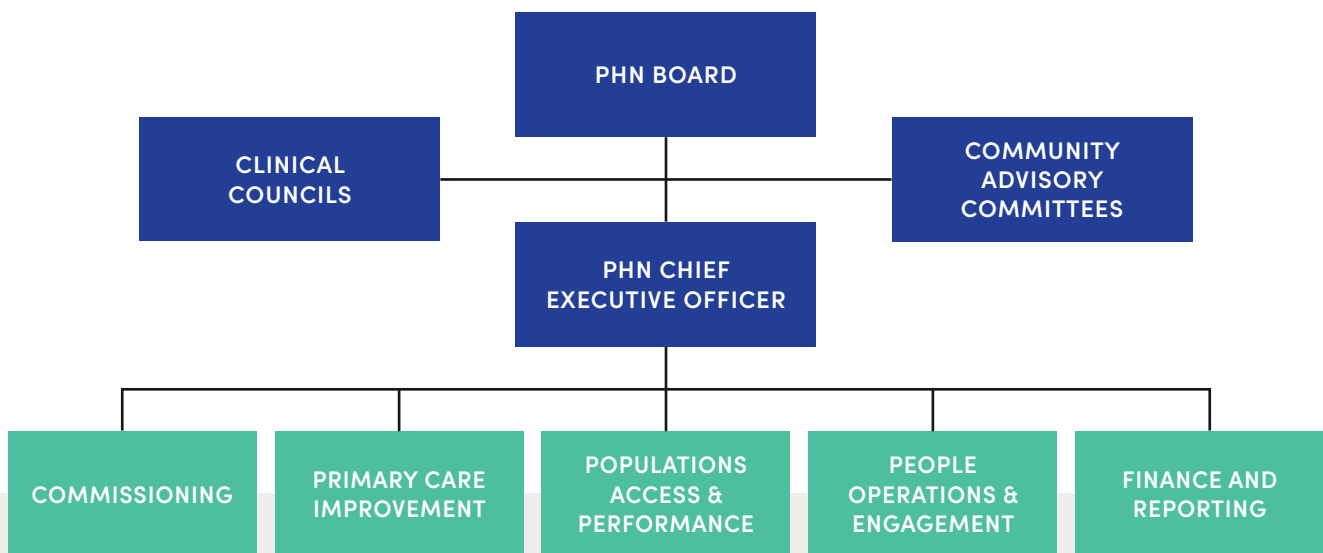 PHN BOARD
CLINICAL
COUNCILS
COMMUNITY
ADVISORY
COMMITTEES
PHN CHIEF
EXECUTIVE OFFICER
COMMISSIONING
PRIMARY CARE
IMPROVEMENT
POPULATIONS
ACCESS &
PERFORMANCE
PEOPLE
OPERATIONS &
ENGAGEMENT
FINANCE AND
REPORTING